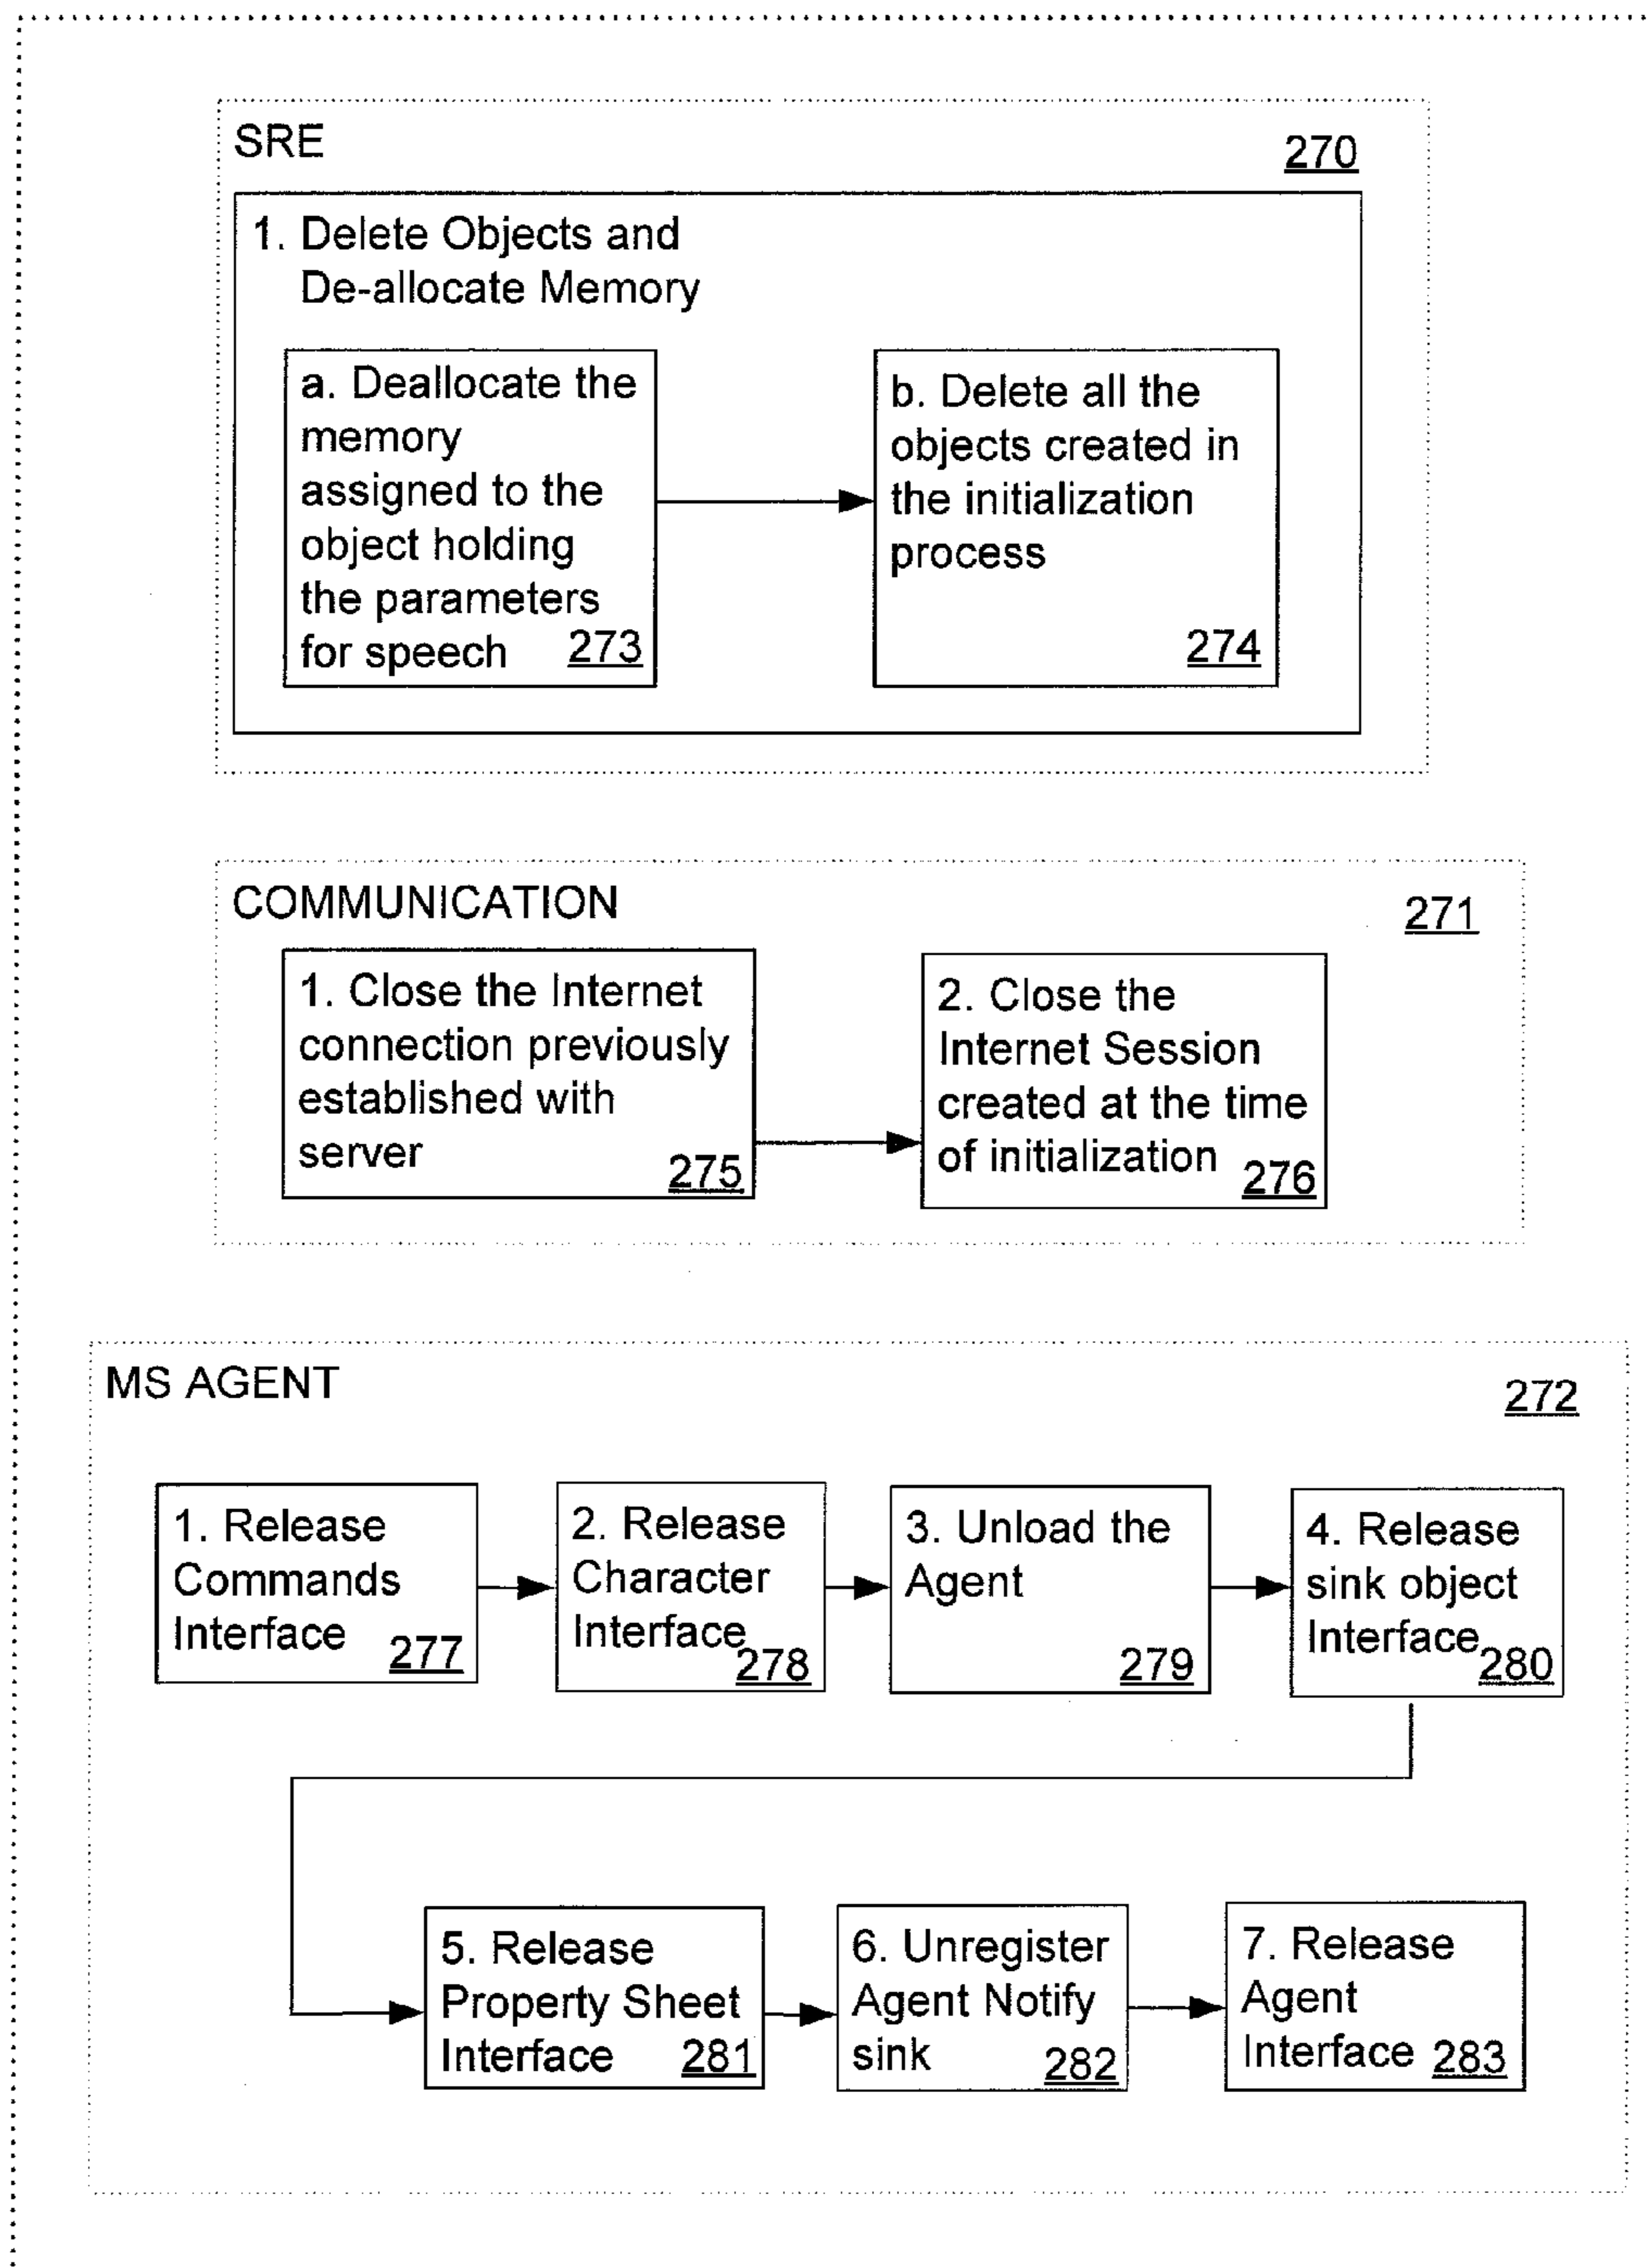 SRE
270
1. Delete Objects and
De-allocate Memory
a. Deallocate the
memory
assigned to the
object holding
the parameters
for speech 273
b. Delete all the
objects created in
the initialization
process
274
COMMUNICATION
271
1. Close the Internet
connection previously
established with
server
275
2. Close the
Internet Session
created at the time
of initialization 276
MS AGENT
272
1. Release
Commands
Interface 277
2. Release
Character
Interface 278
3. Unload the
Agent
279
4. Release
sink object
Interface 280
5. Release
Property Sheet
Interface 281
6. Unregister
Agent Notify
sink 282
7. Release
Agent
Interface 283